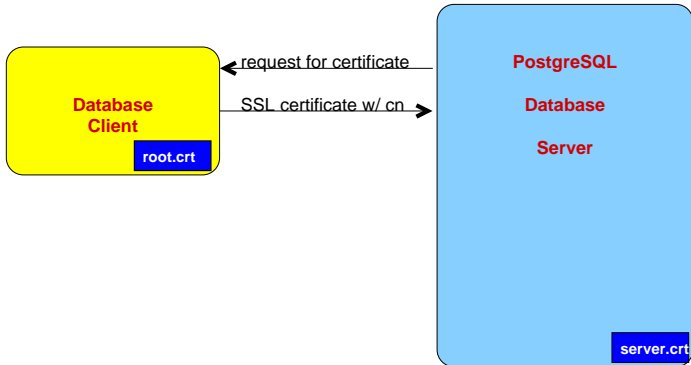 request for certificate
SSL certificate w/ cn
Database
Client
root.crt
PostgreSQL
Database
Server
server.crt